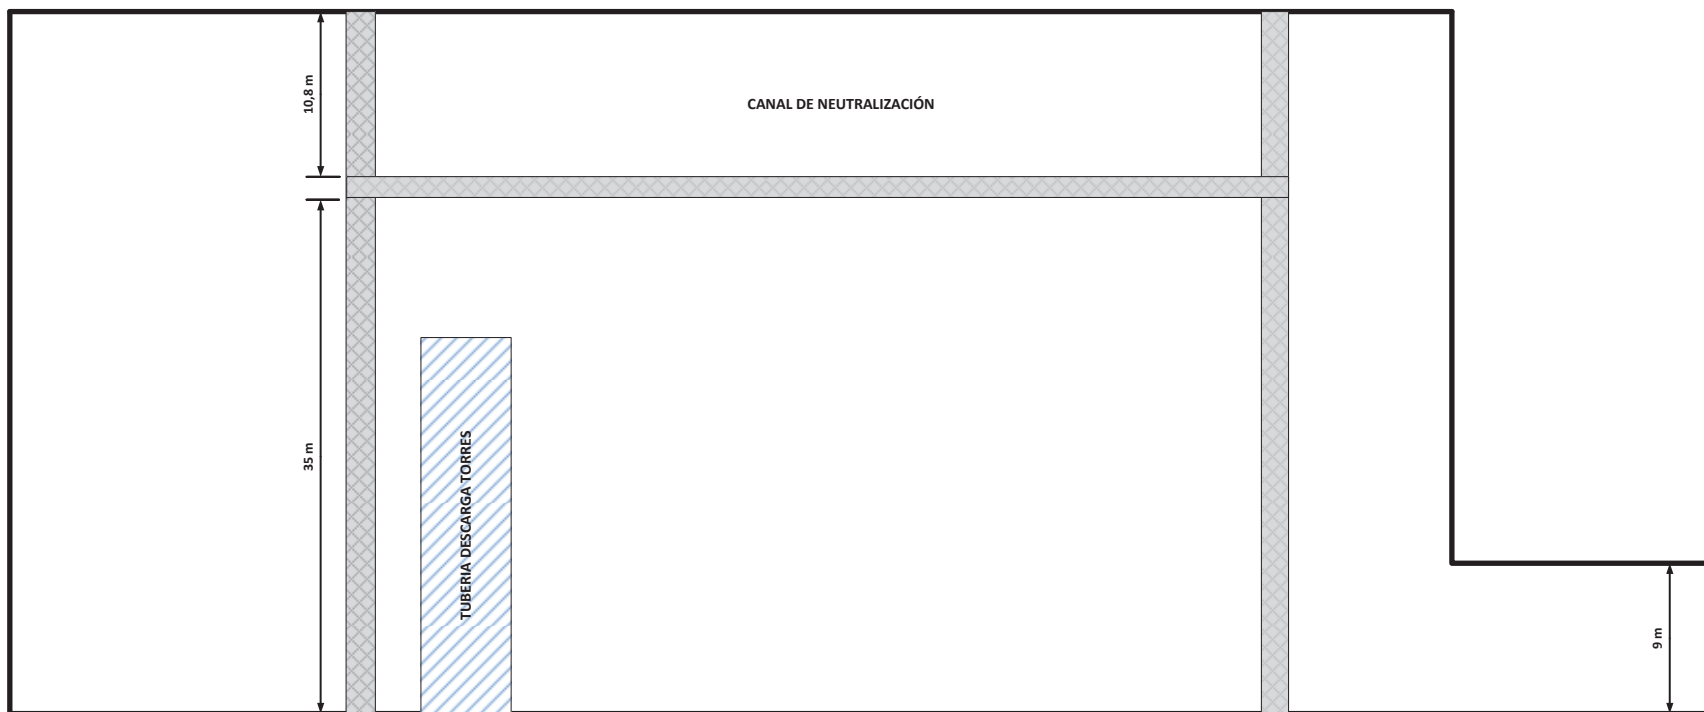 10,8 m
CANAL DE NEUTRALIZACIÓN
35 m
TUBERIA DESCARGA TORRES
9 m